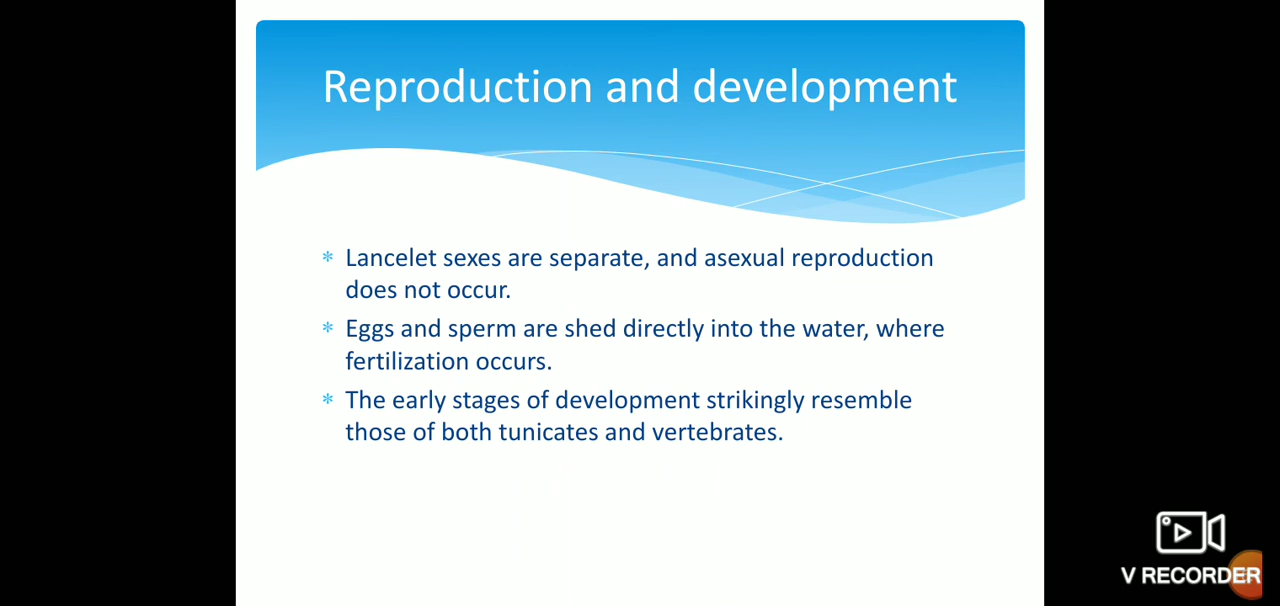 Reproduction and development
* Lancelet sexes are separate, and asexual reproduction
does not occur.
* Eggs and sperm are shed directly into the water, where
fertilization occurs.
* The early stages of development strikingly resemble
those of both tunicates and vertebrates.
V RECORDER